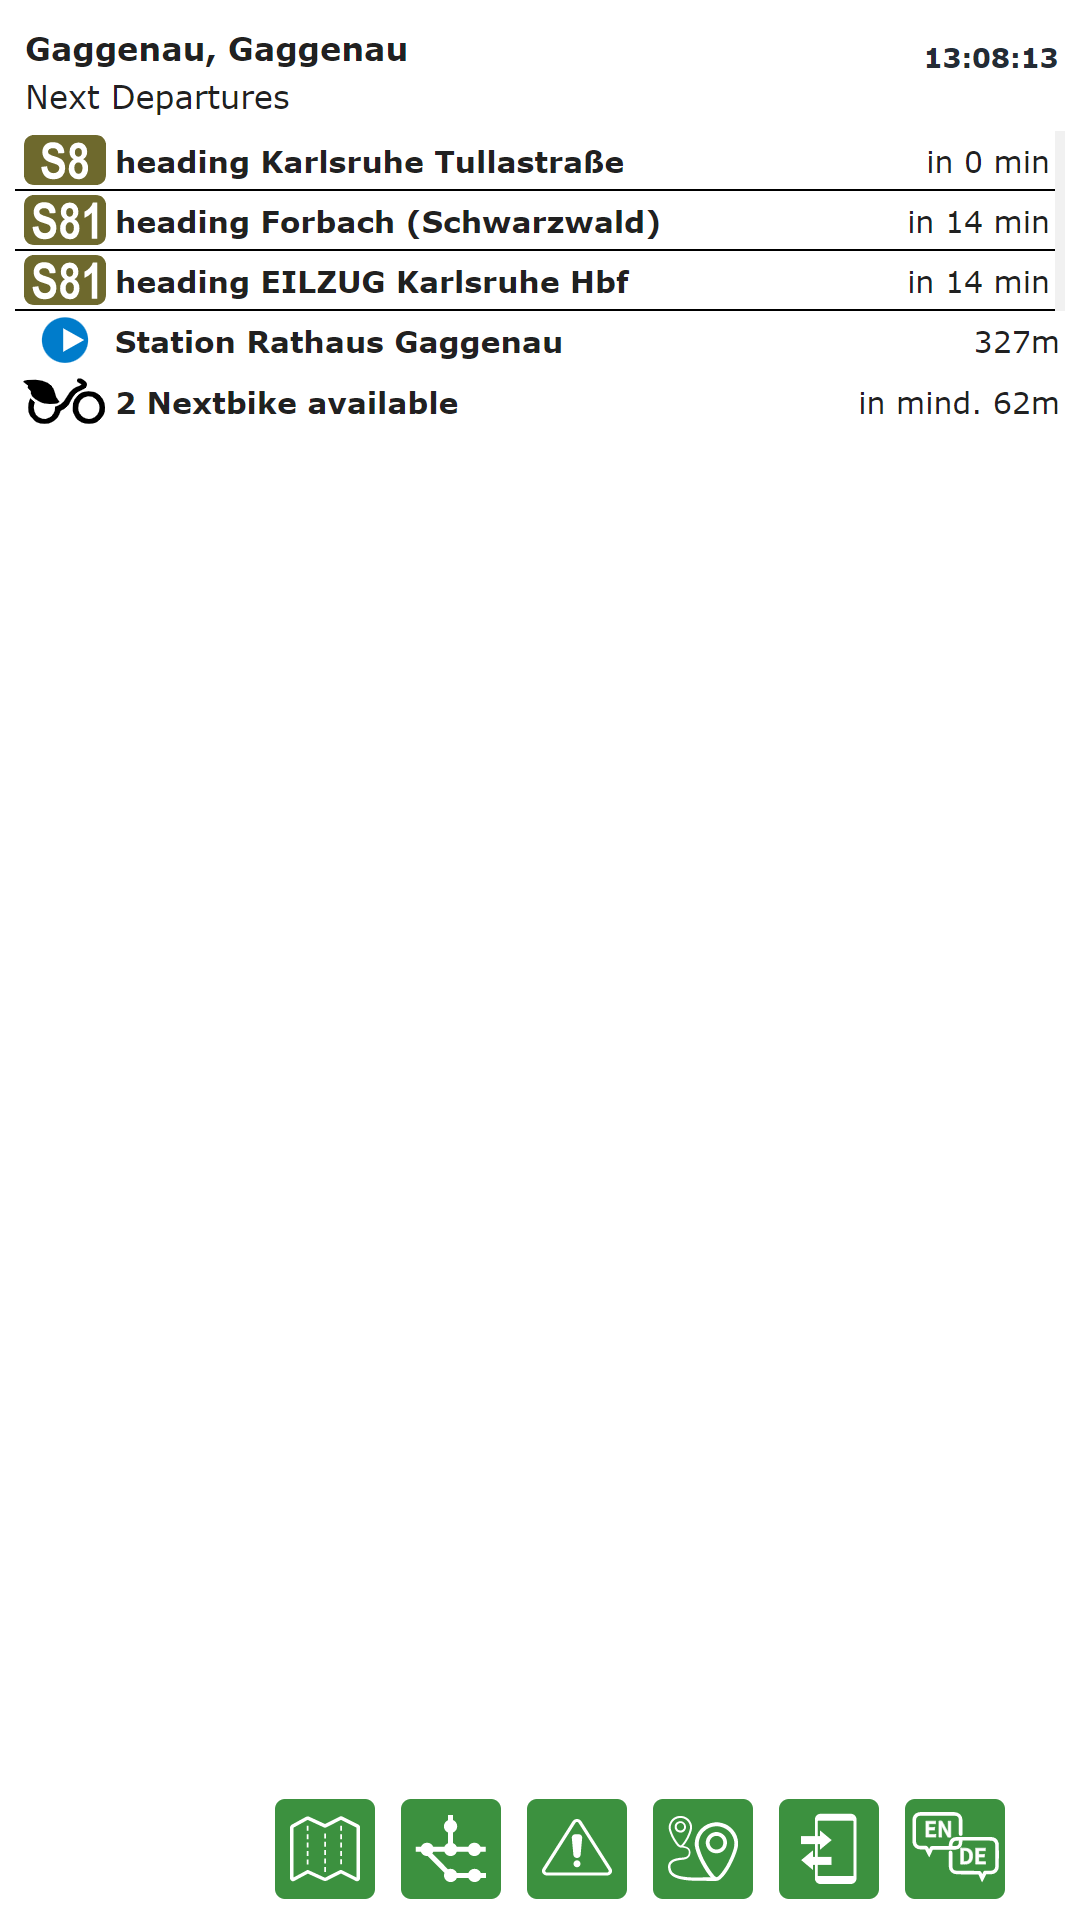 Gaggenau, Gaggenau
13:08:13
Next Departures
S8 heading Karlsruhe Tullastraße in 0 min
S81 heading Forbach (Schwarzwald) in 14 min
S81 heading EILZUG Karlsruhe Hbf in 14 min
Station Rathaus Gaggenau 327m
2 Nextbike available in mind. 62m
EN
DE